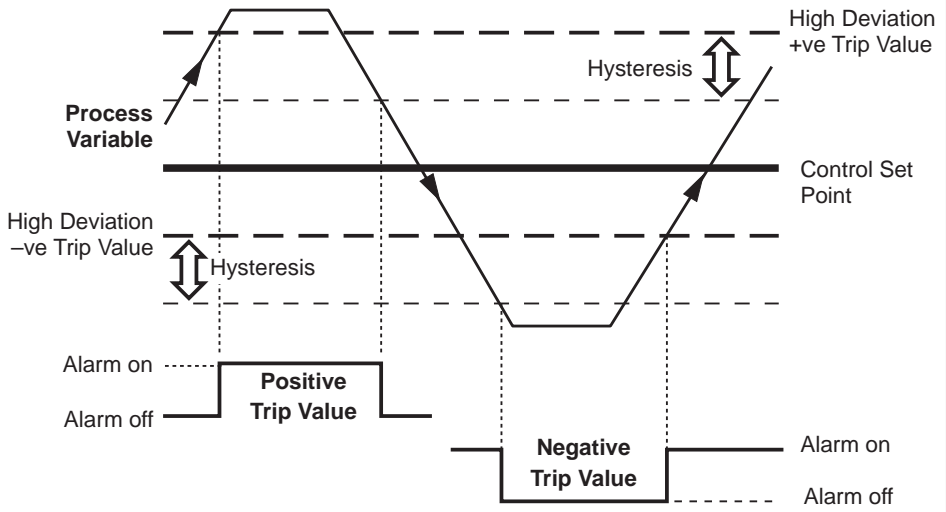 High Deviation
+ve Trip Value
Hysteresis
Process
Variable
Control Set
Point
High Deviation
–ve Trip Value
Hysteresis
Alarm on
Positive
Trip Value
Alarm off
Negative
Trip Value
Alarm on
Alarm off